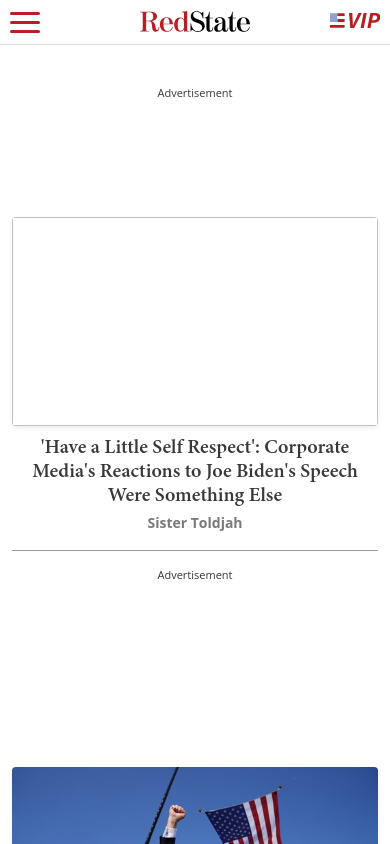 RedState
VIP
Advertisement
'Have a Little Self Respect': Corporate
Media's Reactions to Joe Biden's Speech
Were Something Else
Sister Toldjah
Advertisement